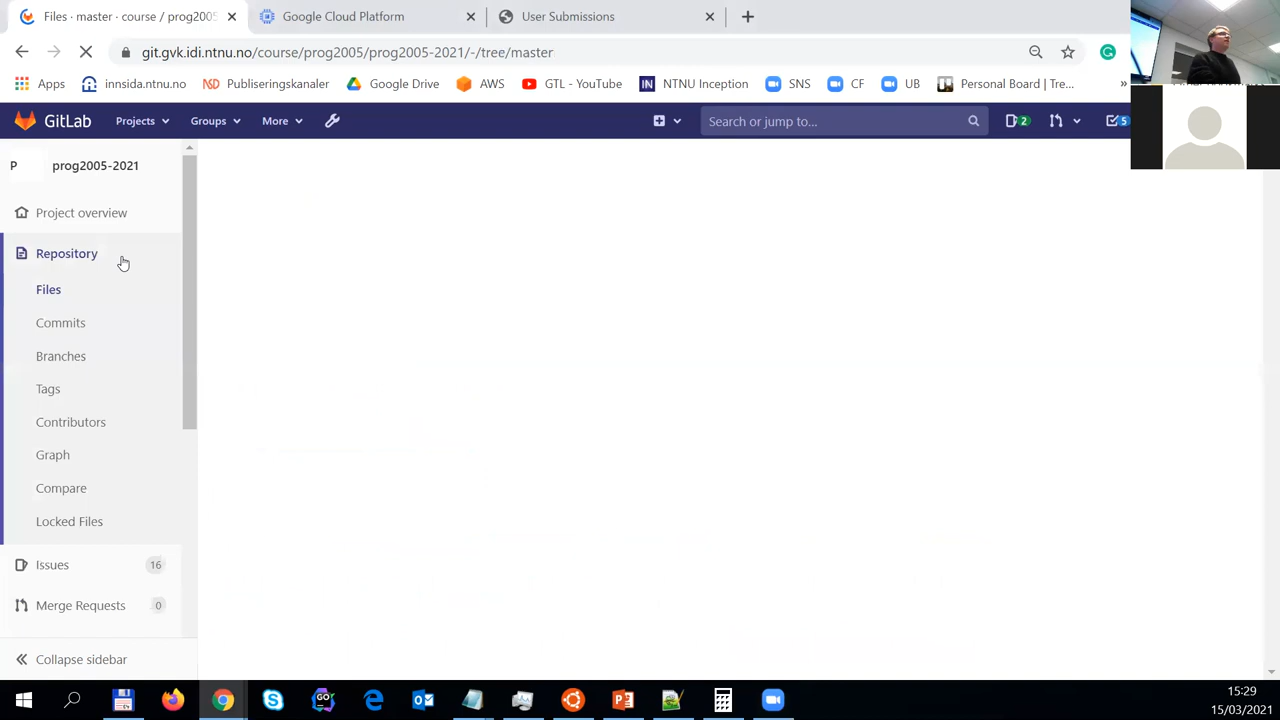 Files · master · course / prog2005
Google Cloud Platform
User Submissions
git.gvk.idi.ntnu.no/course/prog2005/prog2005-2021/-/tree/master
Apps
innsida.ntnu.no
Publiseringskanaler
Google Drive
AWS
GTL - YouTube
NTNU Inception
SNS
CF
UB
Personal Board | Tre...
GitLab
Projects
Groups
More
Search or jump to...
2
5
P
prog2005-2021
Project overview
Repository
Files
Commits
Branches
Tags
Contributors
Graph
Compare
Locked Files
Issues 16
Merge Requests 0
Collapse sidebar
15:29
15/03/2021